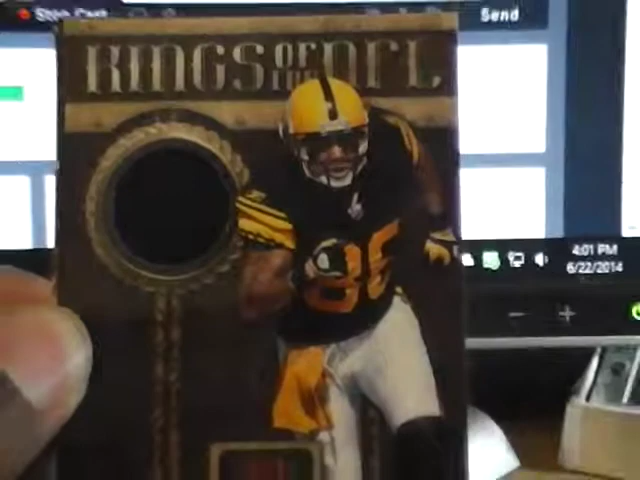 Stop Cast
Send
KINGS OF THE NFL
86
4:01 PM
6/22/2014